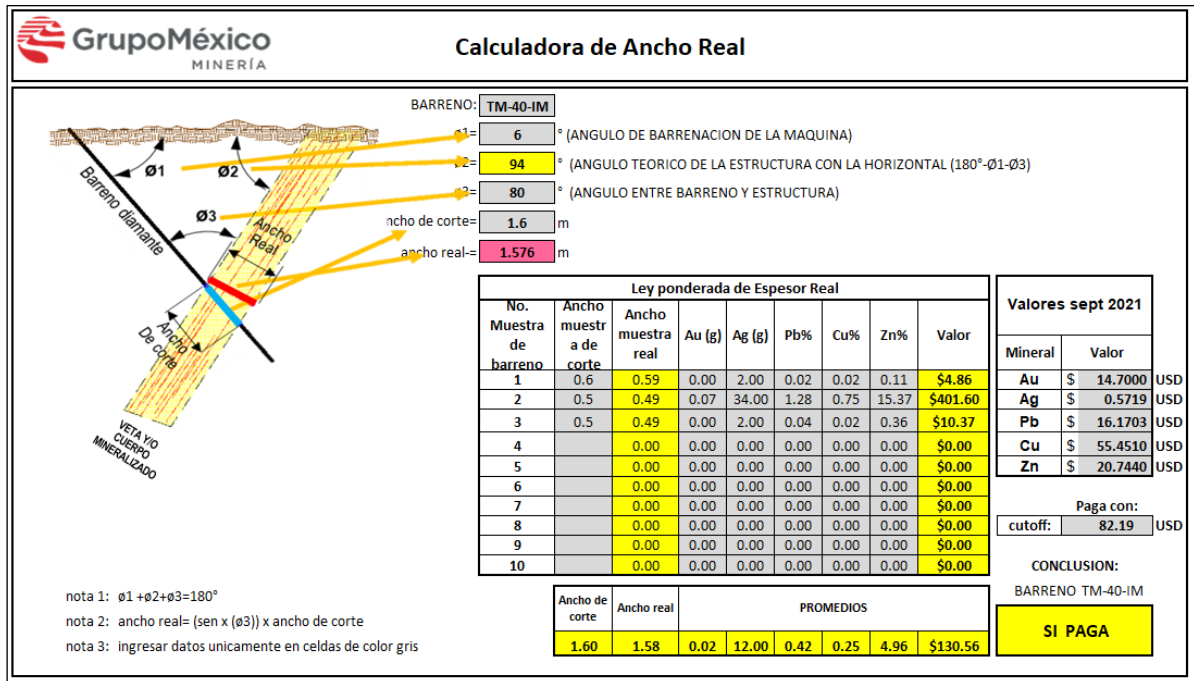 GrupoMéxico
MINERÍA
Calculadora de Ancho Real
BARRENO: TM-40-IM
ø1= 6 ° (ANGULO DE BARRENACION DE LA MAQUINA)
ø2= 94 ° (ANGULO TEORICO DE LA ESTRUCTURA CON LA HORIZONTAL (180°-Ø1-Ø3)
80 ° (ANGULO ENTRE BARRENO Y ESTRUCTURA)
ncho de corte= 1.6 m
ancho real-= 1.576 m
Ø1
Ø2
Ø3
Barreno diamante
Ancho
Real
Ancho
De corte
VETA Y/O
CUERPO
MINERALIZADO
Ley ponderada de Espesor Real
No. Muestra de barreno Ancho muestr a de corte Ancho muestra real Au (g) Ag (g) Pb% Cu% Zn% Valor
1 0.6 0.59 0.00 2.00 0.02 0.02 0.11 $4.86
2 0.5 0.49 0.07 34.00 1.28 0.75 15.37 $401.60
3 0.5 0.49 0.00 2.00 0.04 0.02 0.36 $10.37
4 0.00 0.00 0.00 0.00 0.00 0.00 $0.00
5 0.00 0.00 0.00 0.00 0.00 0.00 $0.00
6 0.00 0.00 0.00 0.00 0.00 0.00 $0.00
7 0.00 0.00 0.00 0.00 0.00 0.00 $0.00
8 0.00 0.00 0.00 0.00 0.00 0.00 $0.00
9 0.00 0.00 0.00 0.00 0.00 0.00 $0.00
10 0.00 0.00 0.00 0.00 0.00 0.00 $0.00
Ancho de corte Ancho real PROMEDIOS
1.60 1.58 0.02 12.00 0.42 0.25 4.96 $130.56
Valores sept 2021
Mineral Valor
Au $ 14.7000 USD
Ag $ 0.5719 USD
Pb $ 16.1703 USD
Cu $ 55.4510 USD
Zn $ 20.7440 USD
Paga con:
cutoff: 82.19 USD
CONCLUSION:
BARRENO TM-40-IM
SI PAGA
nota 1: ø1 +ø2+ø3=180°
nota 2: ancho real= (sen x (ø3)) x ancho de corte
nota 3: ingresar datos unicamente en celdas de color gris